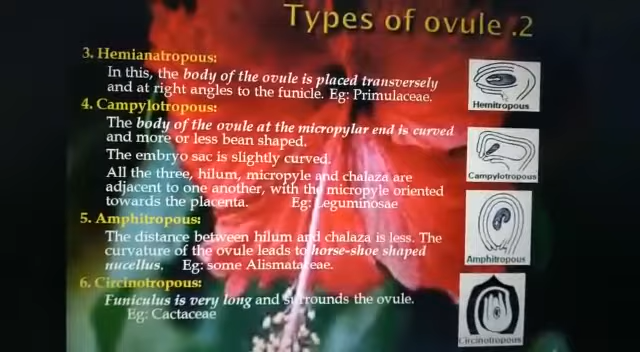 Types of ovule .2
3. Hemianatropous:
In this, the body of the ovule is placed transversely
and at right angles to the funicle. Eg: Primulaceae.
Hemitropous
4. Campylotropous:
The body of the ovule at the micropylar end is curved
and more or less bean shaped.
The embryo sac is slightly curved.
All the three, hilum, micropyle and chalaza are
adjacent to one another, with the micropyle oriented
towards the placenta. Eg: Leguminosae
Campylotropous
5. Amphitropous:
The distance between hilum and chalaza is less. The
curvature of the ovule leads to horse-shoe shaped
nucellus. Eg: some Alismataceae.
Amphitropous
6. Circinotropous:
Funiculus is very long and surrounds the ovule.
Eg: Cactaceae
Circinotropous